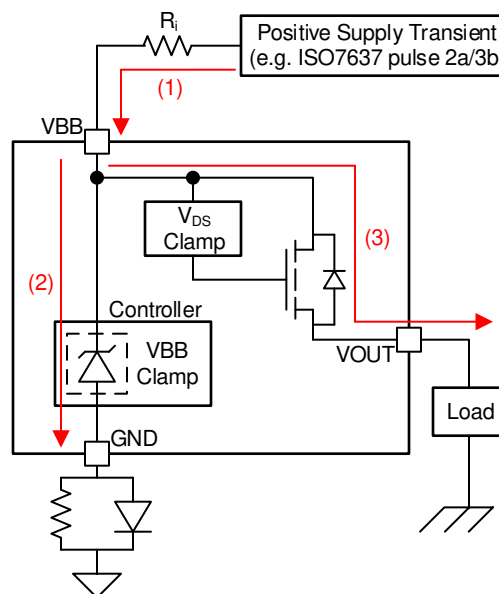 Positive Supply Transient
(e.g. ISO7637 pulse 2a/3b
Ri
(1)
VBB
VDS
Clamp
(3)
(2)
Controller
VBB
Clamp
VOUT
Load
GND